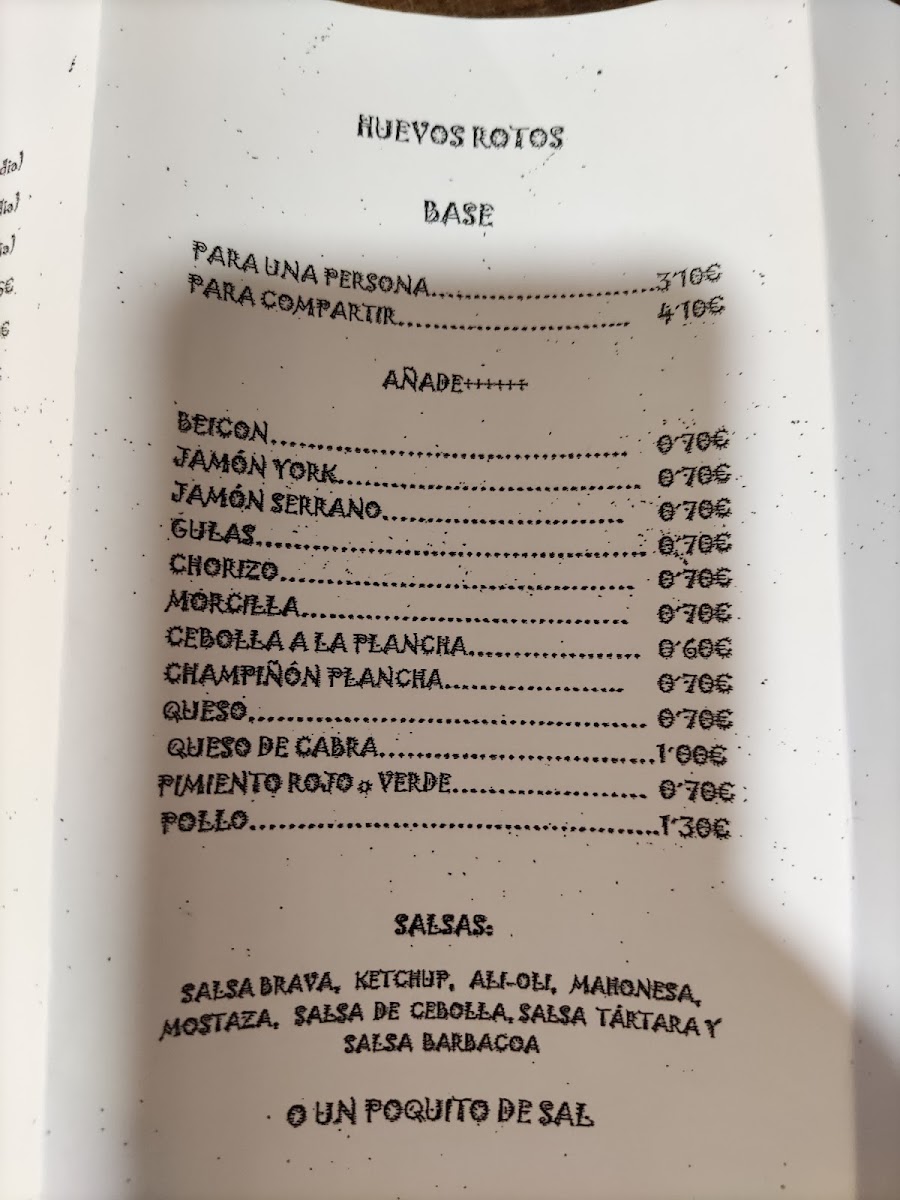 HUEVOS ROTOS
BASE
PARA UNA PERSONA..............................3'10€
PARA COMPARTIR.............................. 4'10€
AÑADE++++++
BEICON............................................. 0'70€
JAMÓN YORK...................................... 0'70€
JAMÓN SERRANO............................... 0'70€
GULAS................................................ 0'70€
CHORIZO............................................ 0'70€
MORCILLA......................................... 0'70€
CEBOLLA A LA PLANCHA..................... 0'60€
CHAMPIÑÓN PLANCHA...................... 0'70€
QUESO.............................................. 0'70€
QUESO DE CABRA.................................1'00€
PIMIENTO ROJO o VERDE........................ 0'70€
POLLO..................................................1'30€
SALSAS:
SALSA BRAVA, KETCHUP, ALI-OLI, MAHONESA,
MOSTAZA, SALSA DE CEBOLLA, SALSA TÁRTARA Y
SALSA BARBACOA
O UN POQUITO DE SAL